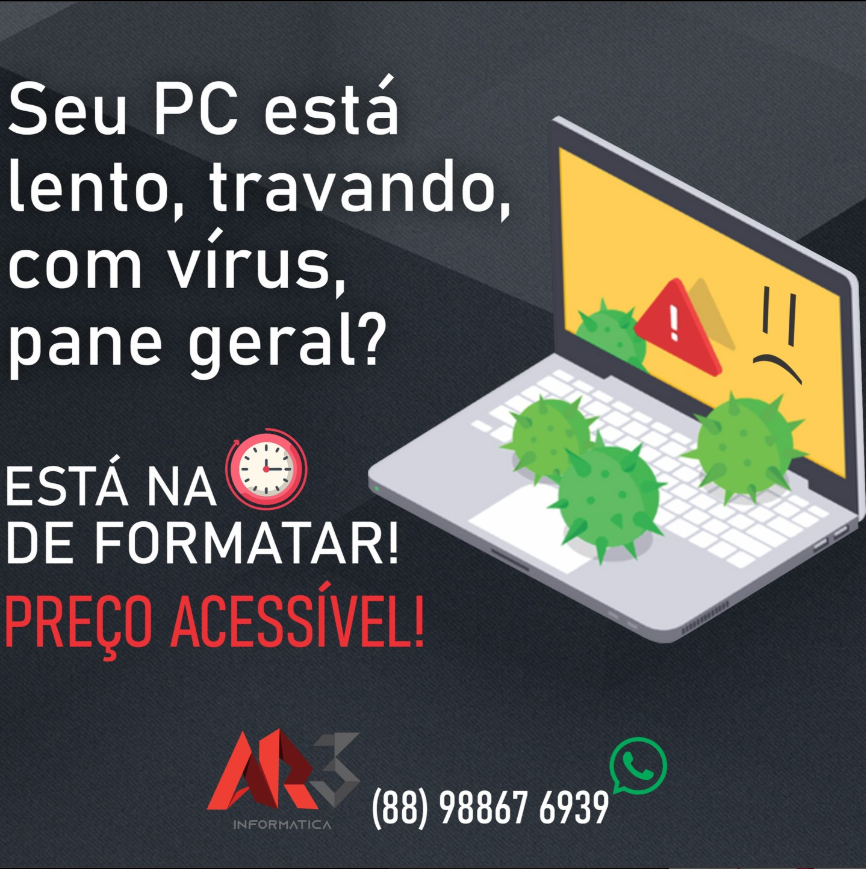 Seu PC está
lento, travando,
com vírus,
pane geral?
ESTÁ NA
DE FORMATAR!
PREÇO ACESSÍVEL!
AR3
INFORMATICA
(88) 98867 6939